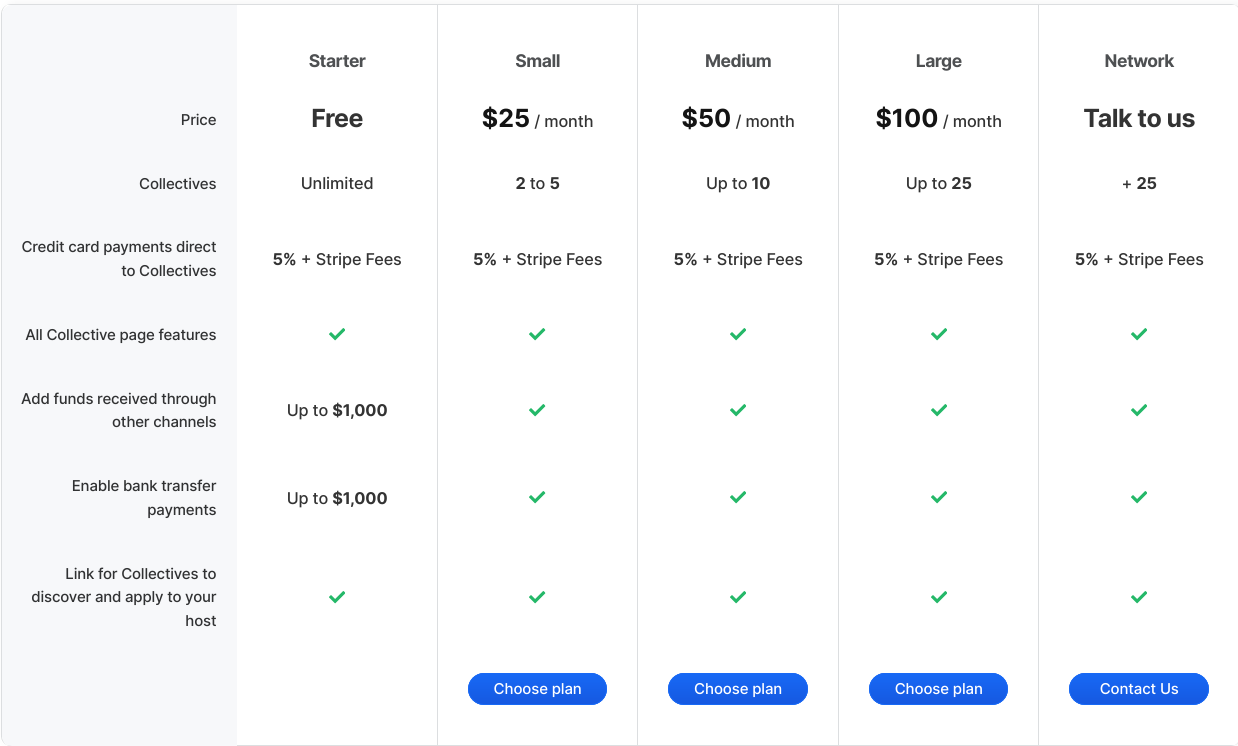 Starter Small Medium Large Network
Price Free $25 / month $50 / month $100 / month Talk to us
Collectives Unlimited 2 to 5 Up to 10 Up to 25 + 25
Credit card payments direct
to Collectives
5% + Stripe Fees 5% + Stripe Fees 5% + Stripe Fees 5% + Stripe Fees 5% + Stripe Fees
All Collective page features
Add funds received through
other channels
Up to $1,000
Enable bank transfer
payments
Up to $1,000
Link for Collectives to
discover and apply to your
host
Choose plan Choose plan Choose plan Contact Us